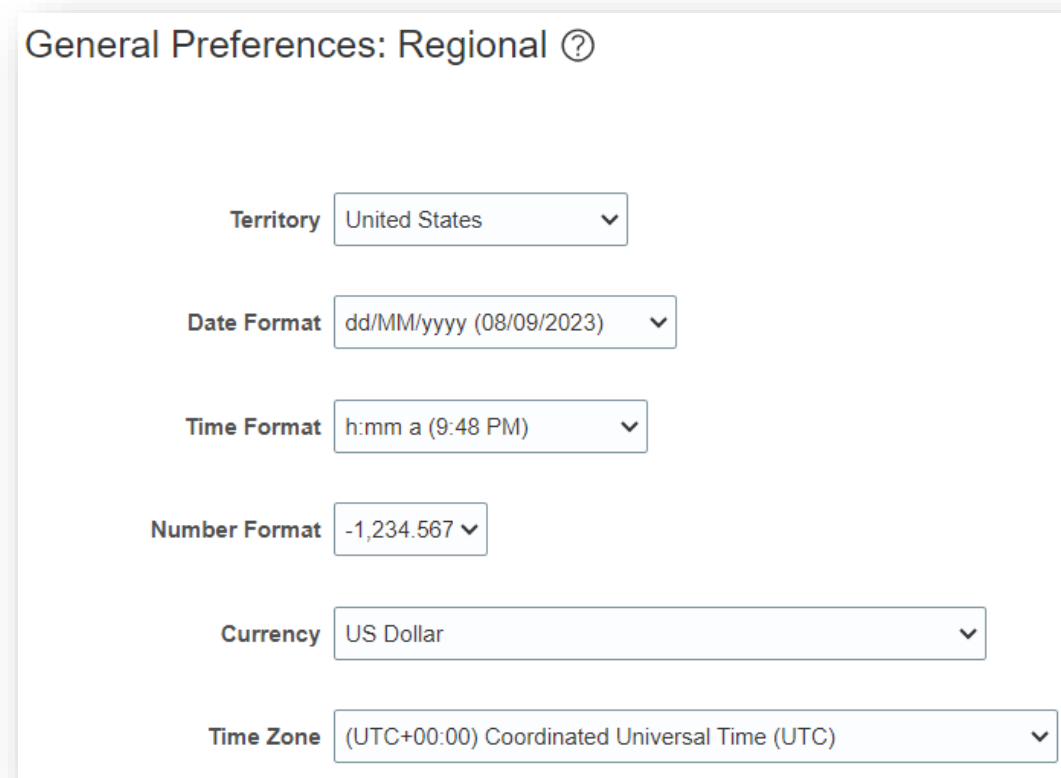 General Preferences: Regional ?
Territory United States
Date Format dd/MM/yyyy (08/09/2023)
Time Format h:mm a (9:48 PM)
Number Format -1,234.567
Currency US Dollar
Time Zone (UTC+00:00) Coordinated Universal Time (UTC)